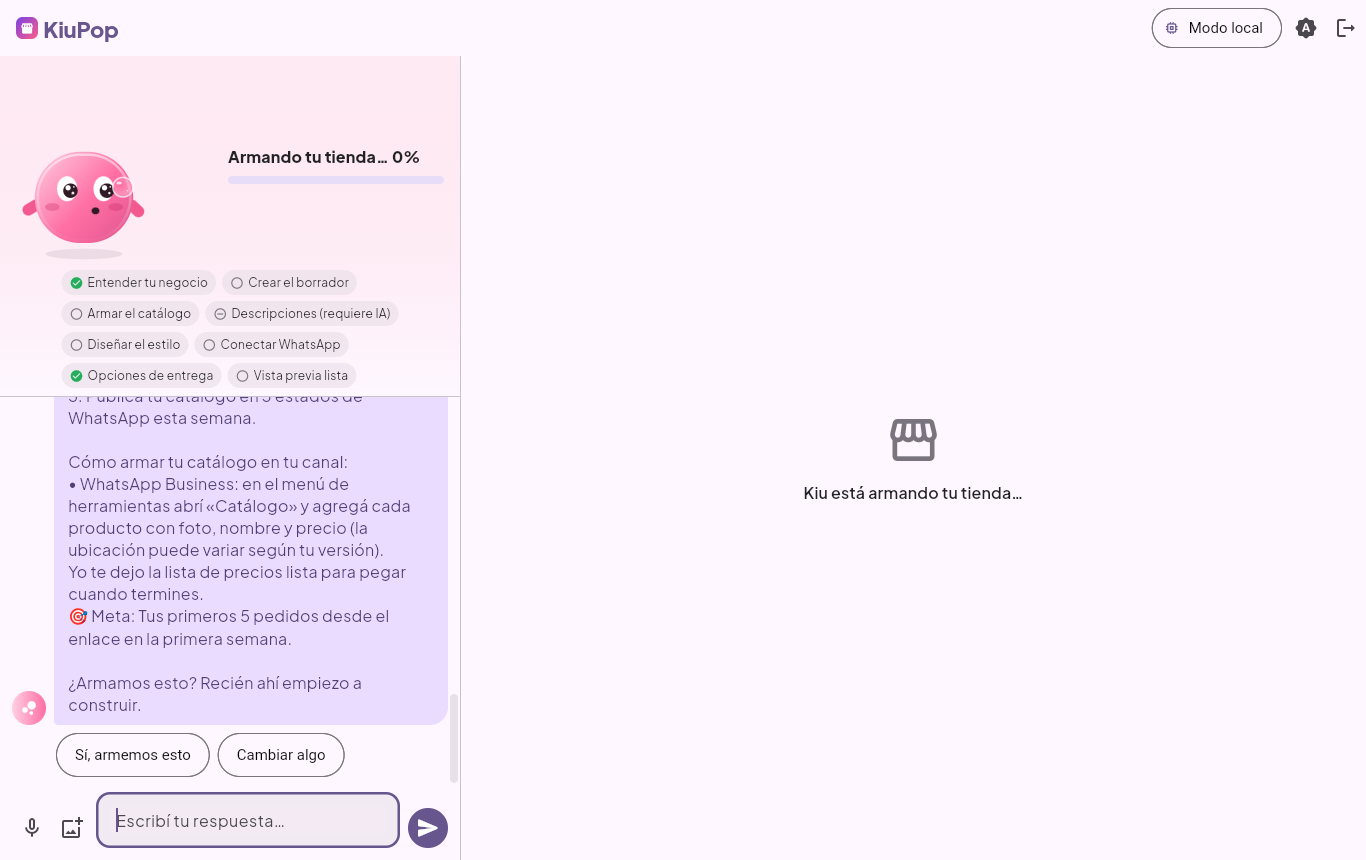 KiuPop
Modo local
A
Armando tu tienda… 0%
Entender tu negocio
Crear el borrador
Armar el catálogo
Descripciones (requiere IA)
Diseñar el estilo
Conectar WhatsApp
Opciones de entrega
Vista previa lista
WhatsApp esta semana.
Cómo armar tu catálogo en tu canal:
• WhatsApp Business: en el menú de
herramientas abrí «Catálogo» y agregá cada
producto con foto, nombre y precio (la
ubicación puede variar según tu versión).
Yo te dejo la lista de precios lista para pegar
cuando termines.
🎯 Meta: Tus primeros 5 pedidos desde el
enlace en la primera semana.
¿Armamos esto? Recién ahí empiezo a
construir.
Sí, armemos esto
Cambiar algo
Escribí tu respuesta…
Kiu está armando tu tienda…